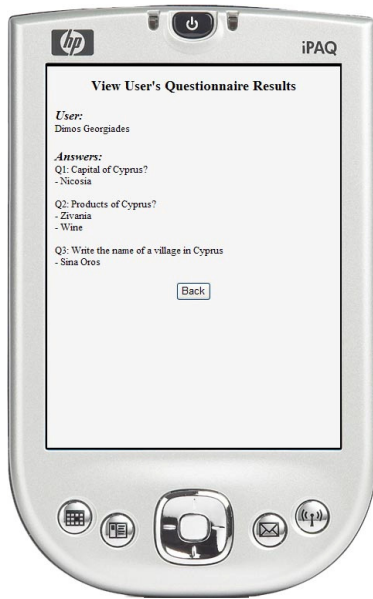 hp
iPAQ
View User's Questionnaire Results
User:
Dimos Georgiades
Answers:
Q1: Capital of Cyprus?
- Nicosia
Q2: Products of Cyprus?
- Zivania
- Wine
Q3: Write the name of a village in Cyprus
- Sina Oros
Back